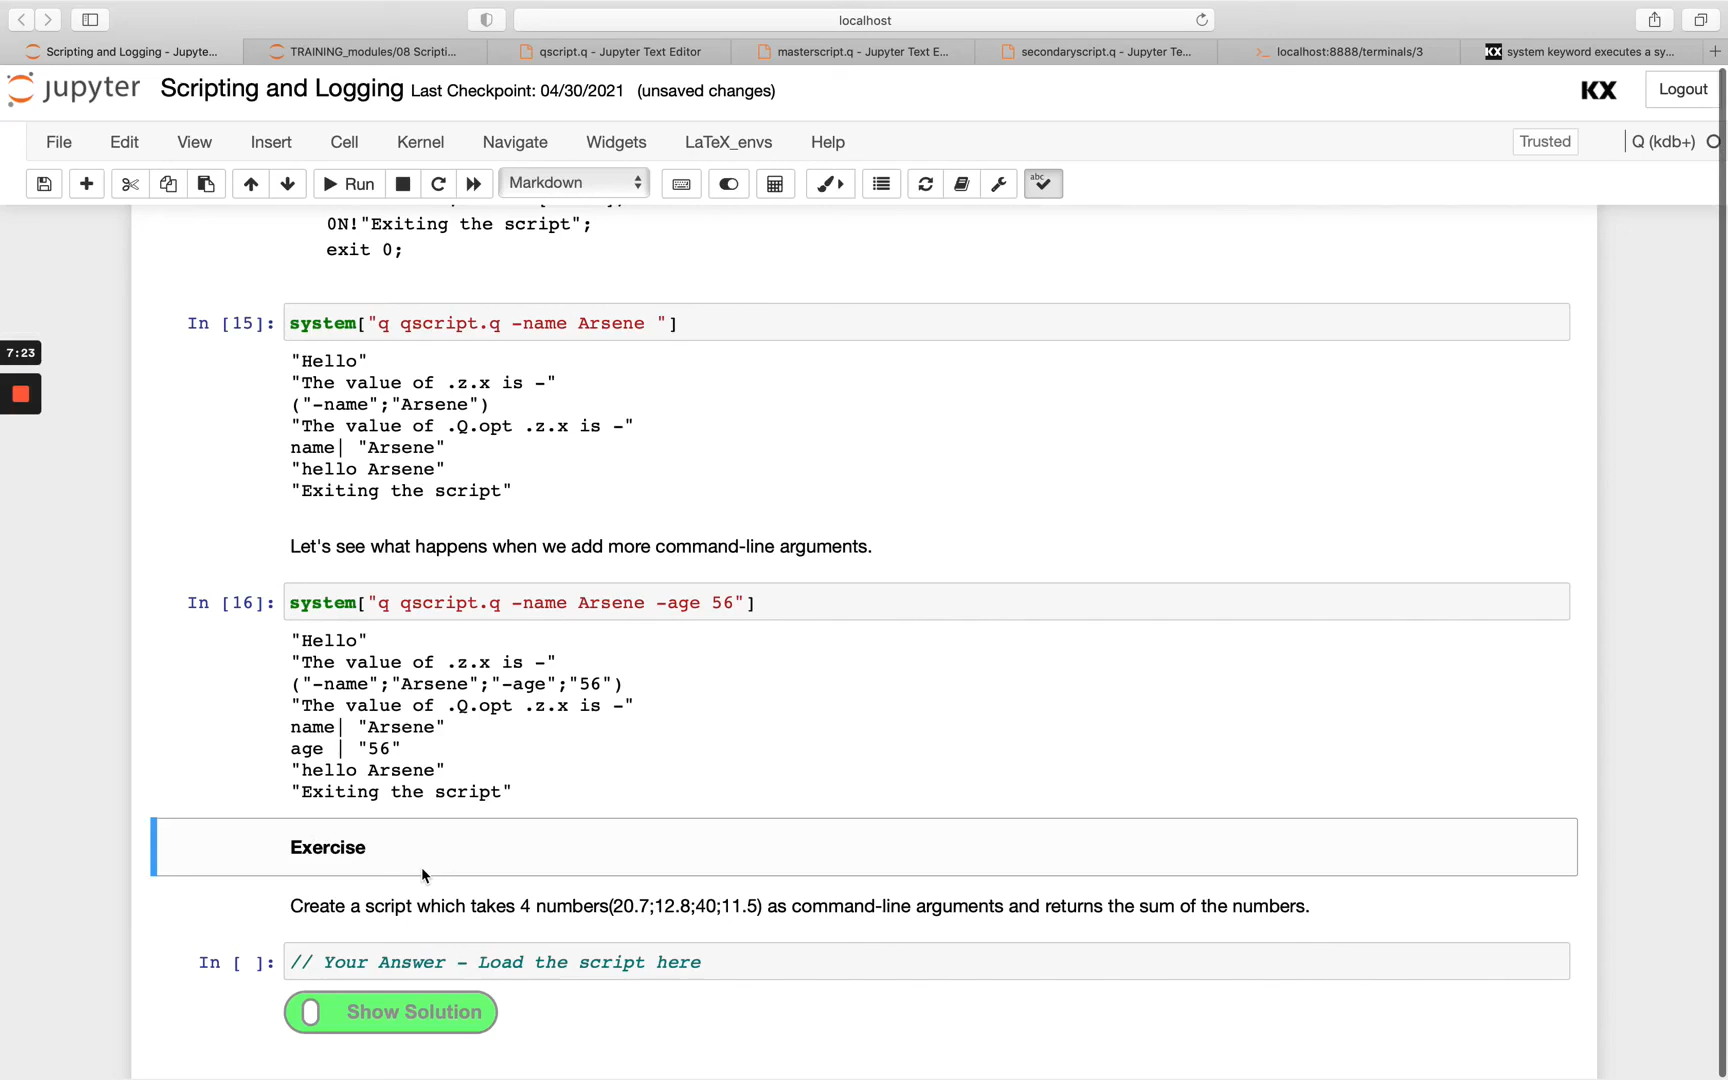 localhost
Scripting and Logging - Jupyte...
TRAINING_modules/08 Scripti...
qscript.q - Jupyter Text Editor
masterscript.q - Jupyter Text E...
secondaryscript.q - Jupyter Te...
localhost:8888/terminals/3
KX system keyword executes a sy...
jupyter Scripting and Logging Last Checkpoint: 04/30/2021 (unsaved changes)
KX
Logout
File Edit View Insert Cell Kernel Navigate Widgets LaTeX_envs Help
Trusted
Q (kdb+)
Run
Markdown
abc
0N!"Exiting the script";
exit 0;
In [15]: system["q qscript.q -name Arsene "]
7:23
"Hello"
"The value of .z.x is -"
("-name";"Arsene")
"The value of .Q.opt .z.x is -"
name| "Arsene"
"hello Arsene"
"Exiting the script"
Let's see what happens when we add more command-line arguments.
In [16]: system["q qscript.q -name Arsene -age 56"]
"Hello"
"The value of .z.x is -"
("-name";"Arsene";"-age";"56")
"The value of .Q.opt .z.x is -"
name| "Arsene"
age | "56"
"hello Arsene"
"Exiting the script"
Exercise
Create a script which takes 4 numbers(20.7;12.8;40;11.5) as command-line arguments and returns the sum of the numbers.
In [ ]: // Your Answer - Load the script here
Show Solution